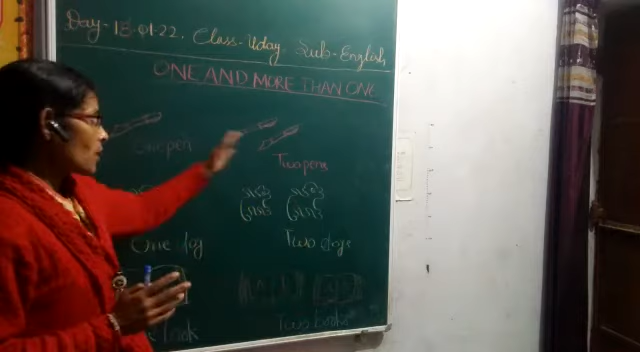 Day-18-01-22. Class-Uday Sub-English
ONE AND MORE THAN ONE
One pen Two pens
One dog Two dogs
Two books